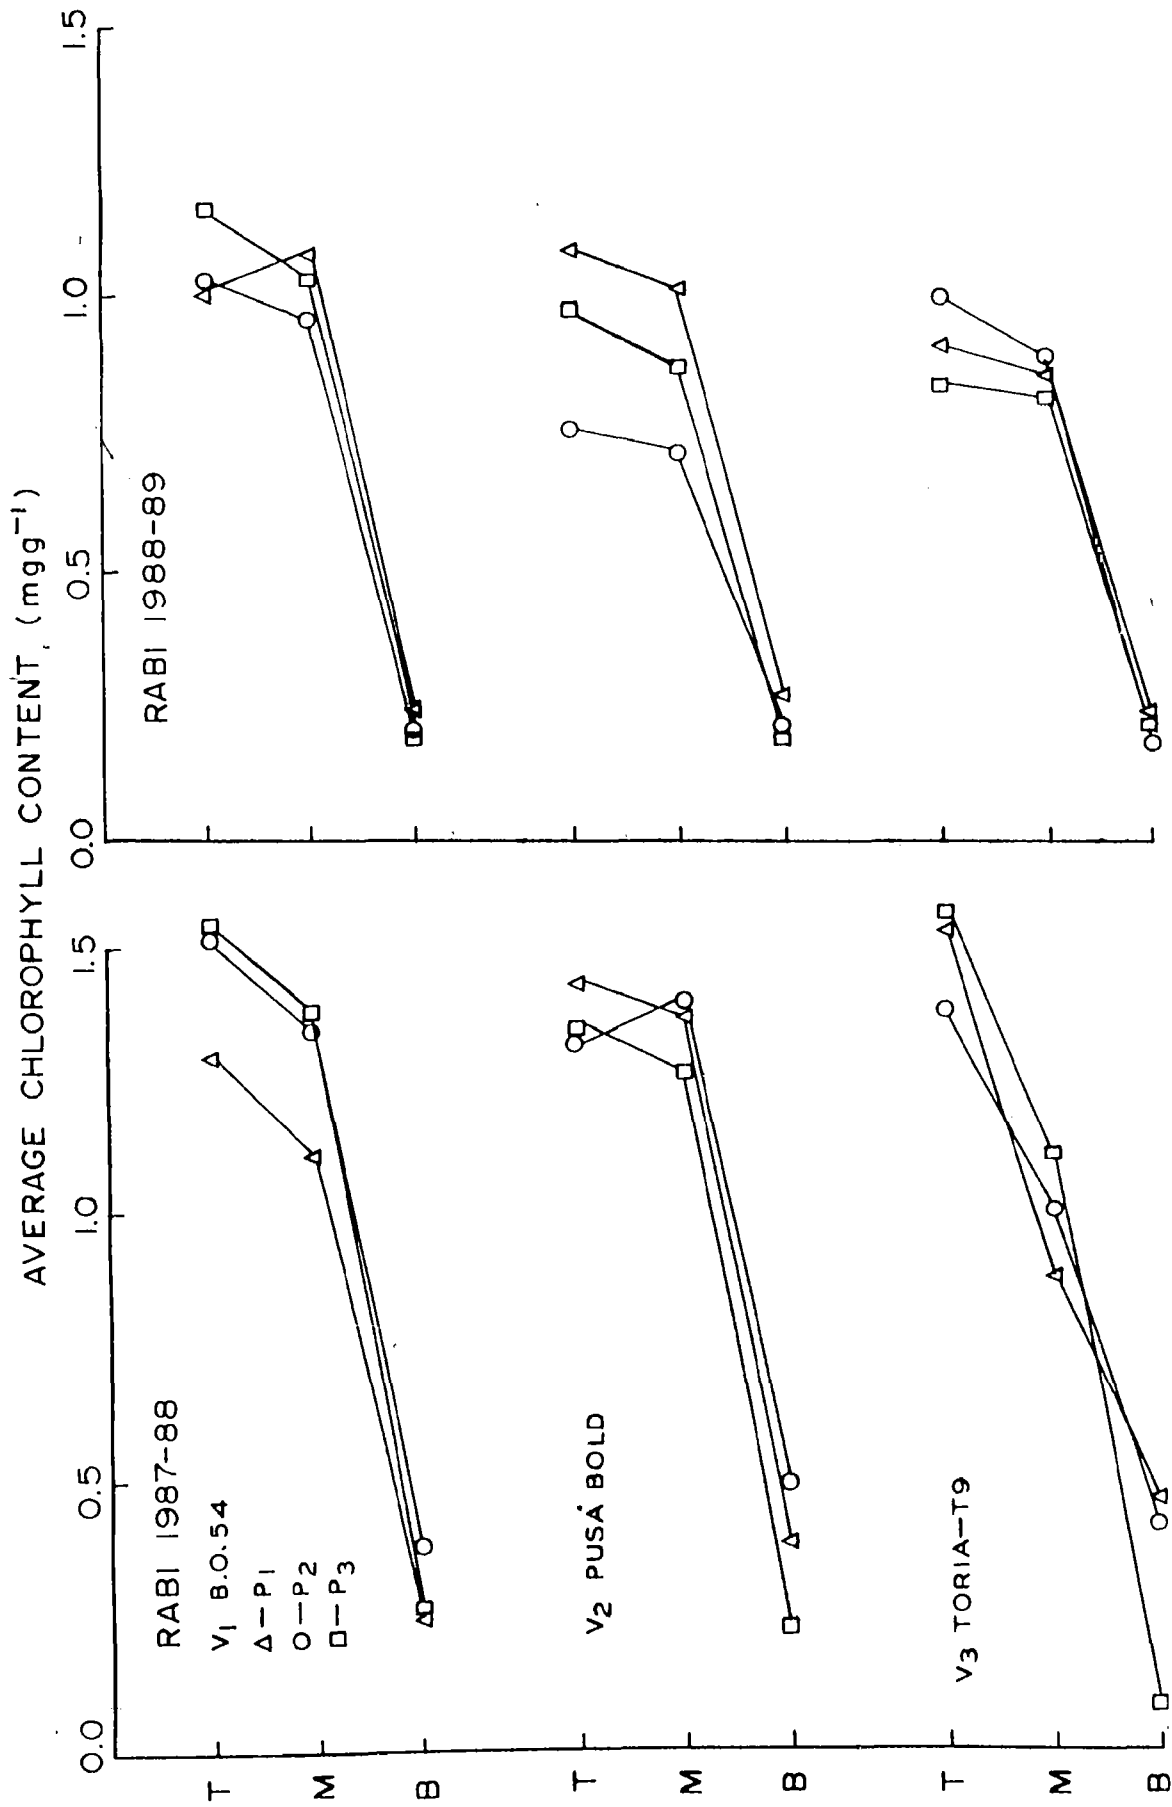 AVERAGE CHLOROPHYLL CONTENT, (mgg⁻¹)
0.0 0.5 1.0 1.5
0.0 0.5 1.0 1.5
RABI 1987-88
RABI 1988-89
V1 B.O.54
△—P1
○—P2
□—P3
T
M
B
V2 PUSA BOLD
T
M
B
V3 TORIA—T9
T
M
B